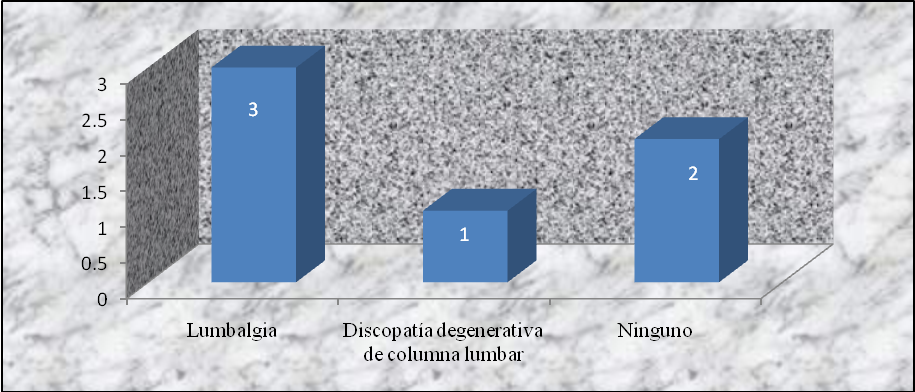 3
2.5
2
1.5
1
0.5
0
3
1
2
Lumbalgia
Discopatía degenerativa
de columna lumbar
Ninguno